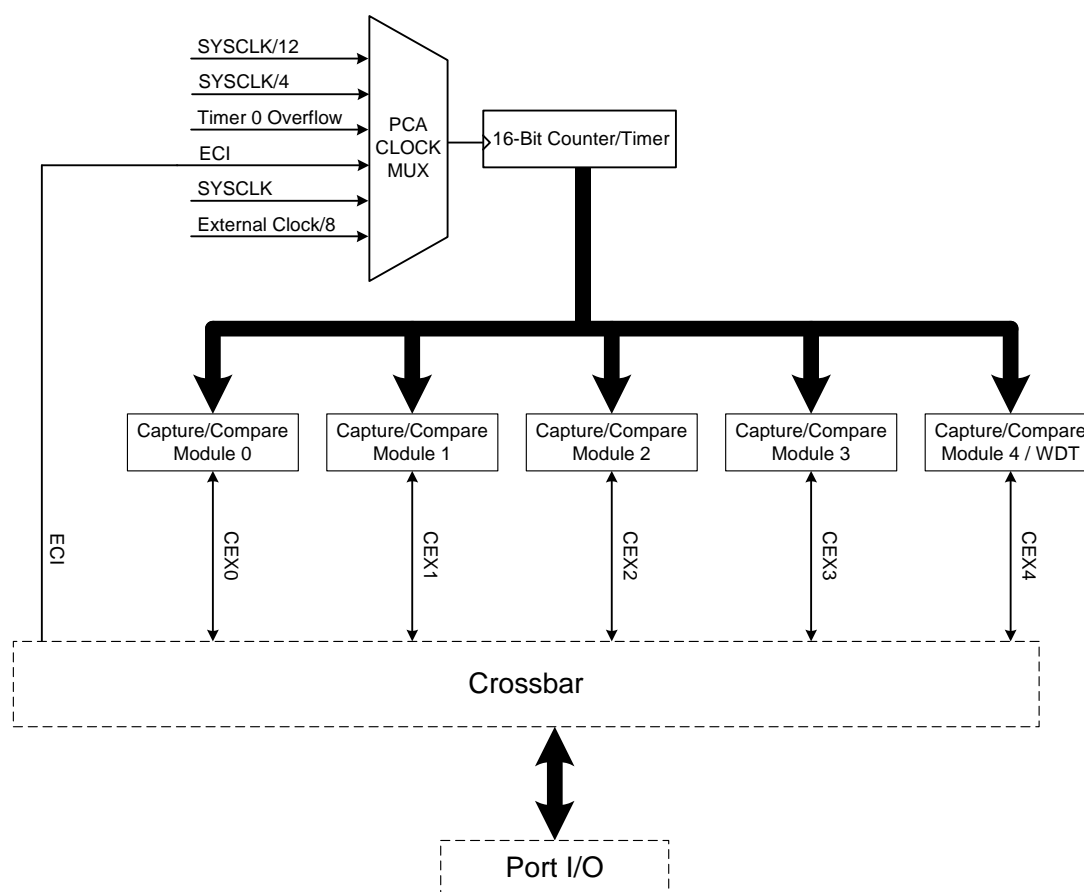 SYSCLK/12
SYSCLK/4
Timer 0 Overflow
ECI
SYSCLK
External Clock/8
PCA
CLOCK
MUX
16-Bit Counter/Timer
Capture/Compare
Module 0
Capture/Compare
Module 1
Capture/Compare
Module 2
Capture/Compare
Module 3
Capture/Compare
Module 4 / WDT
ECI
CEX0
CEX1
CEX2
CEX3
CEX4
Crossbar
Port I/O